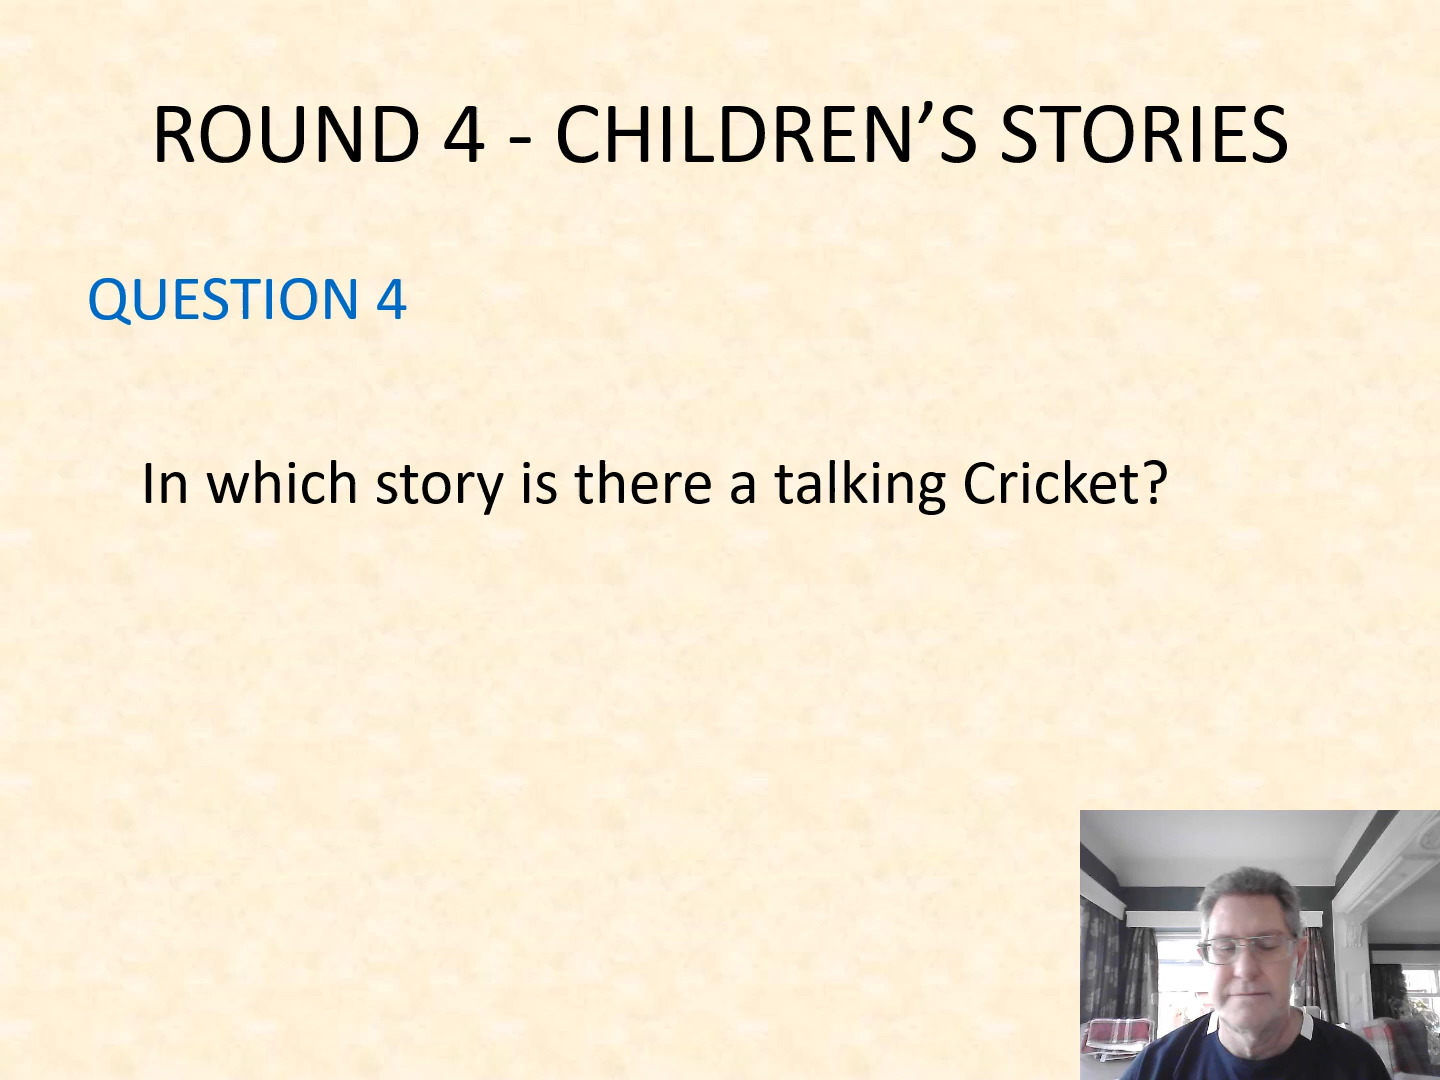 ROUND 4 - CHILDREN’S STORIES
QUESTION 4
In which story is there a talking Cricket?